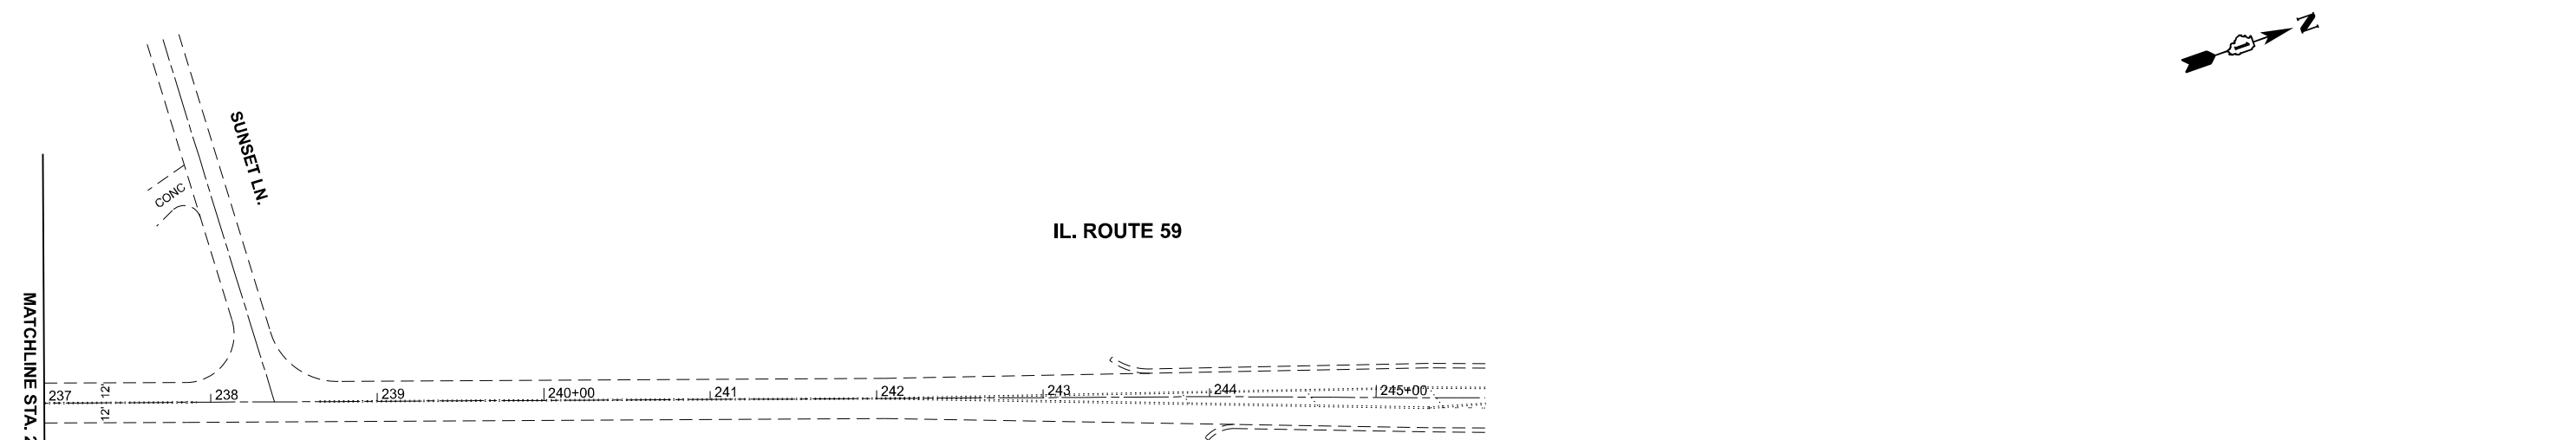 N
SUNSET LN.
CONC
IL. ROUTE 59
MATCHLINE STA. 2
12' 12'
237 238 239 240+00 241 242 243 244 245+00